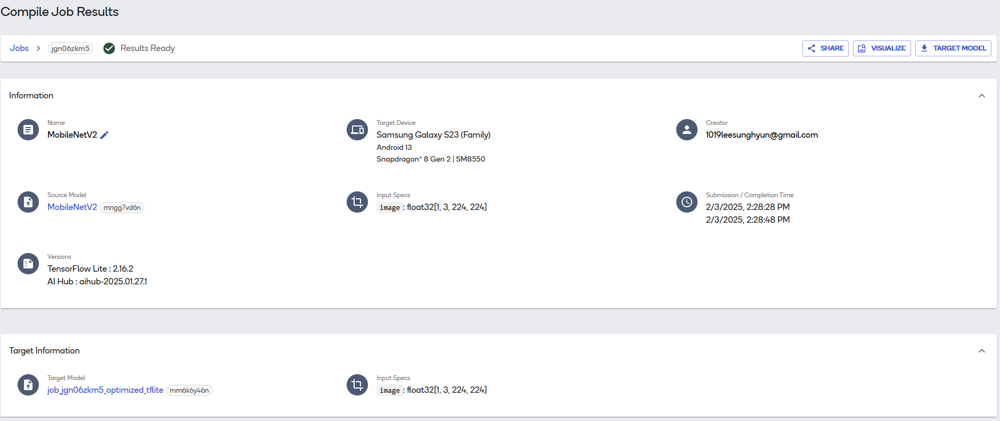 Compile Job Results
Jobs > jgn06zkm5 Results Ready SHARE VISUALIZE TARGET MODEL
Information
Name
MobileNetV2
Target Device
Samsung Galaxy S23 (Family)
Android 13
Snapdragon® 8 Gen 2 | SM8550
Creator
1019leesunghyun@gmail.com
Source Model
MobileNetV2 mngg7vd6n
Input Specs
image : float32[1, 3, 224, 224]
Submission / Completion Time
2/3/2025, 2:28:28 PM
2/3/2025, 2:28:48 PM
Versions
TensorFlow Lite : 2.16.2
AI Hub : aihub-2025.01.27.1
Target Information
Target Model
job_jgn06zkm5_optimized_tflite mm6k6y46n
Input Specs
image : float32[1, 3, 224, 224]